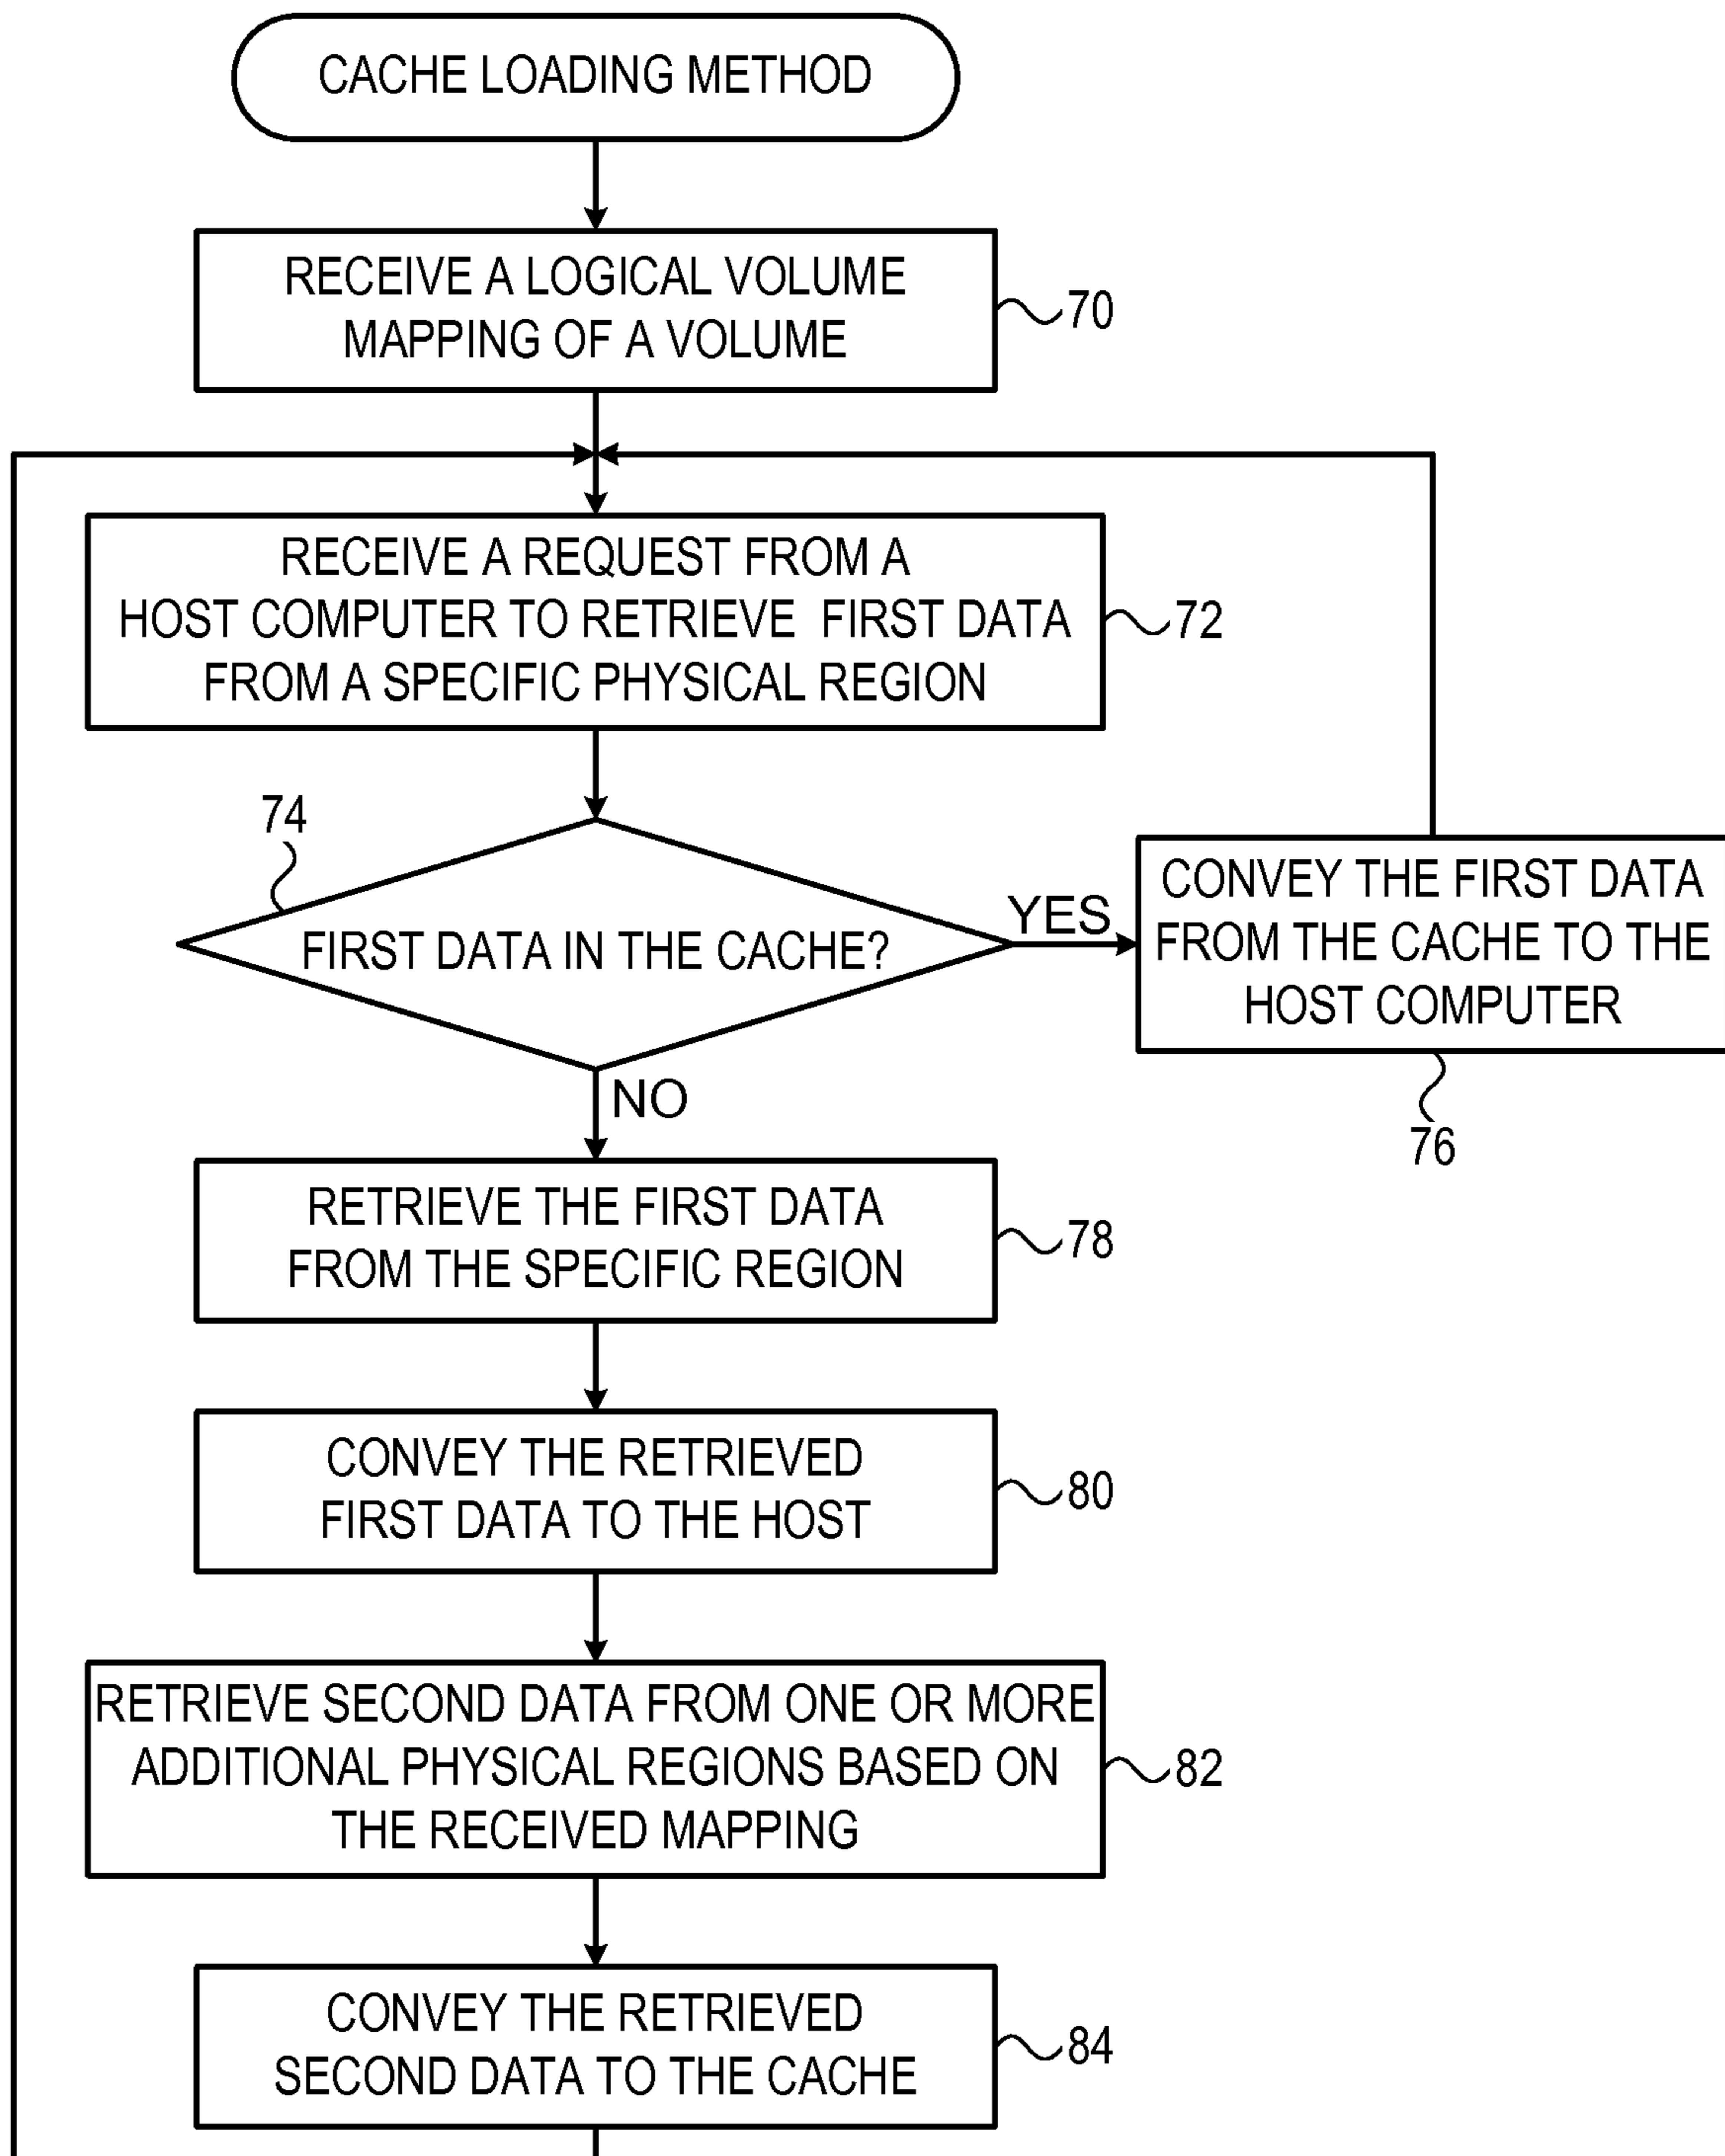 CACHE LOADING METHOD
RECEIVE A LOGICAL VOLUME
MAPPING OF A VOLUME
70
RECEIVE A REQUEST FROM A
HOST COMPUTER TO RETRIEVE FIRST DATA
FROM A SPECIFIC PHYSICAL REGION
72
74
FIRST DATA IN THE CACHE?
YES
CONVEY THE FIRST DATA
FROM THE CACHE TO THE
HOST COMPUTER
76
NO
RETRIEVE THE FIRST DATA
FROM THE SPECIFIC REGION
78
CONVEY THE RETRIEVED
FIRST DATA TO THE HOST
80
RETRIEVE SECOND DATA FROM ONE OR MORE
ADDITIONAL PHYSICAL REGIONS BASED ON
THE RECEIVED MAPPING
82
CONVEY THE RETRIEVED
SECOND DATA TO THE CACHE
84